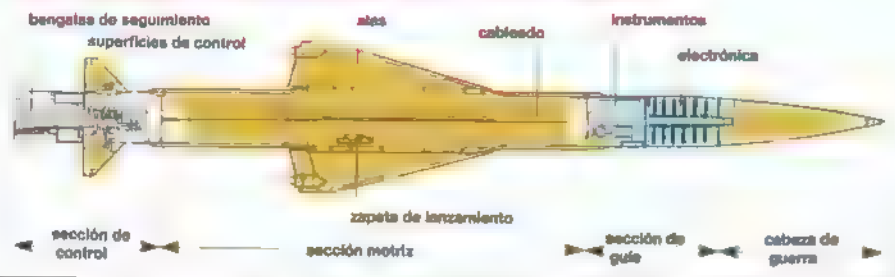 bengalas de seguimiento
superficies de control
alas
cableado
instrumentos
electrónica
zapata de lanzamiento
sección de
control
sección motriz
sección de
guía
cabeza de
guerra